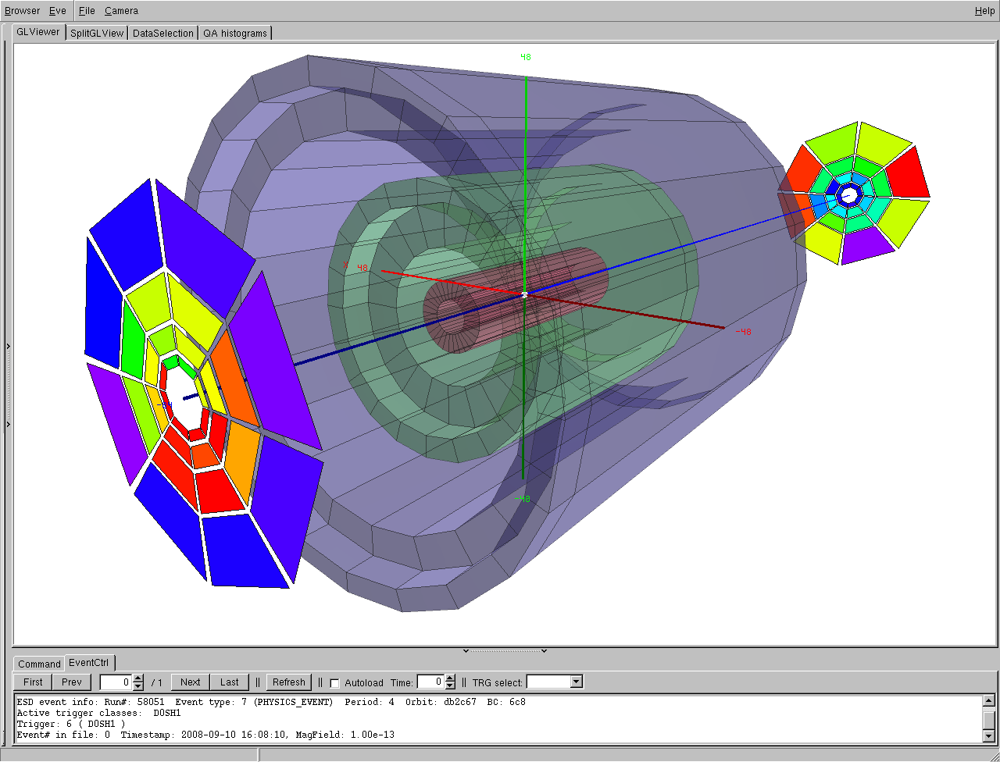 Browser Eve File Camera Help
GLViewer SplitGLView DataSelection QA histograms
48
X 48
-48
-48
Command EventCtrl
First Prev 0 / 1 Next Last || Refresh || Autoload Time: 0 || TRG select:
ESD event info: Run#: 58051 Event type: 7 (PHYSICS_EVENT) Period: 4 Orbit: db2c67 BC: 6c8
Active trigger classes: D0SH1
Trigger: 6 ( D0SH1 )
Event# in file: 0 Timestamp: 2008-09-10 16:08:10, MagField: 1.00e-13